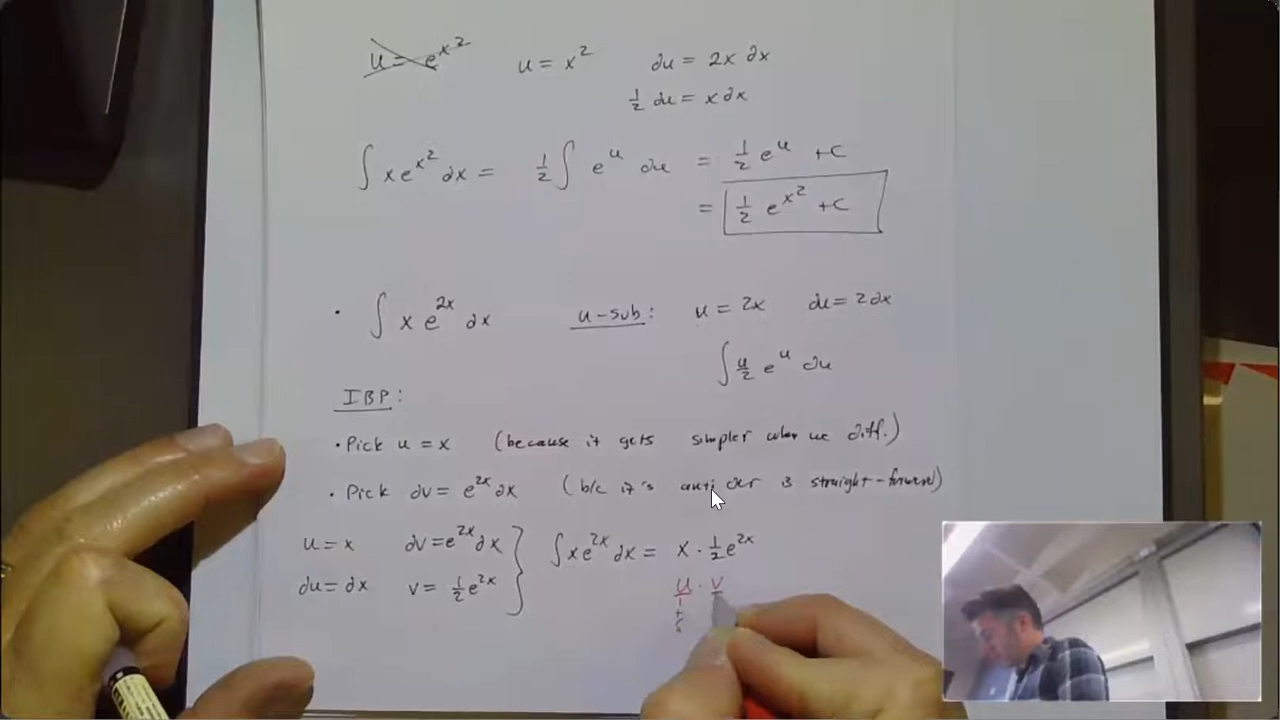 u = e^{x^2} u = x^2 du = 2x dx
1/2 du = x dx
∫ x e^{x^2} dx = 1/2 ∫ e^u du = 1/2 e^u + C
= 1/2 e^{x^2} + C
• ∫ x e^{2x} dx u-sub: u = 2x du = 2dx
∫ u/2 e^u du
IBP:
• Pick u = x (because it gets simpler when we diff.)
• Pick dv = e^{2x} dx (b/c it's anti der is straight-forward)
u = x dv = e^{2x} dx } ∫ x e^{2x} dx = x · 1/2 e^{2x}
du = dx v = 1/2 e^{2x} u · v